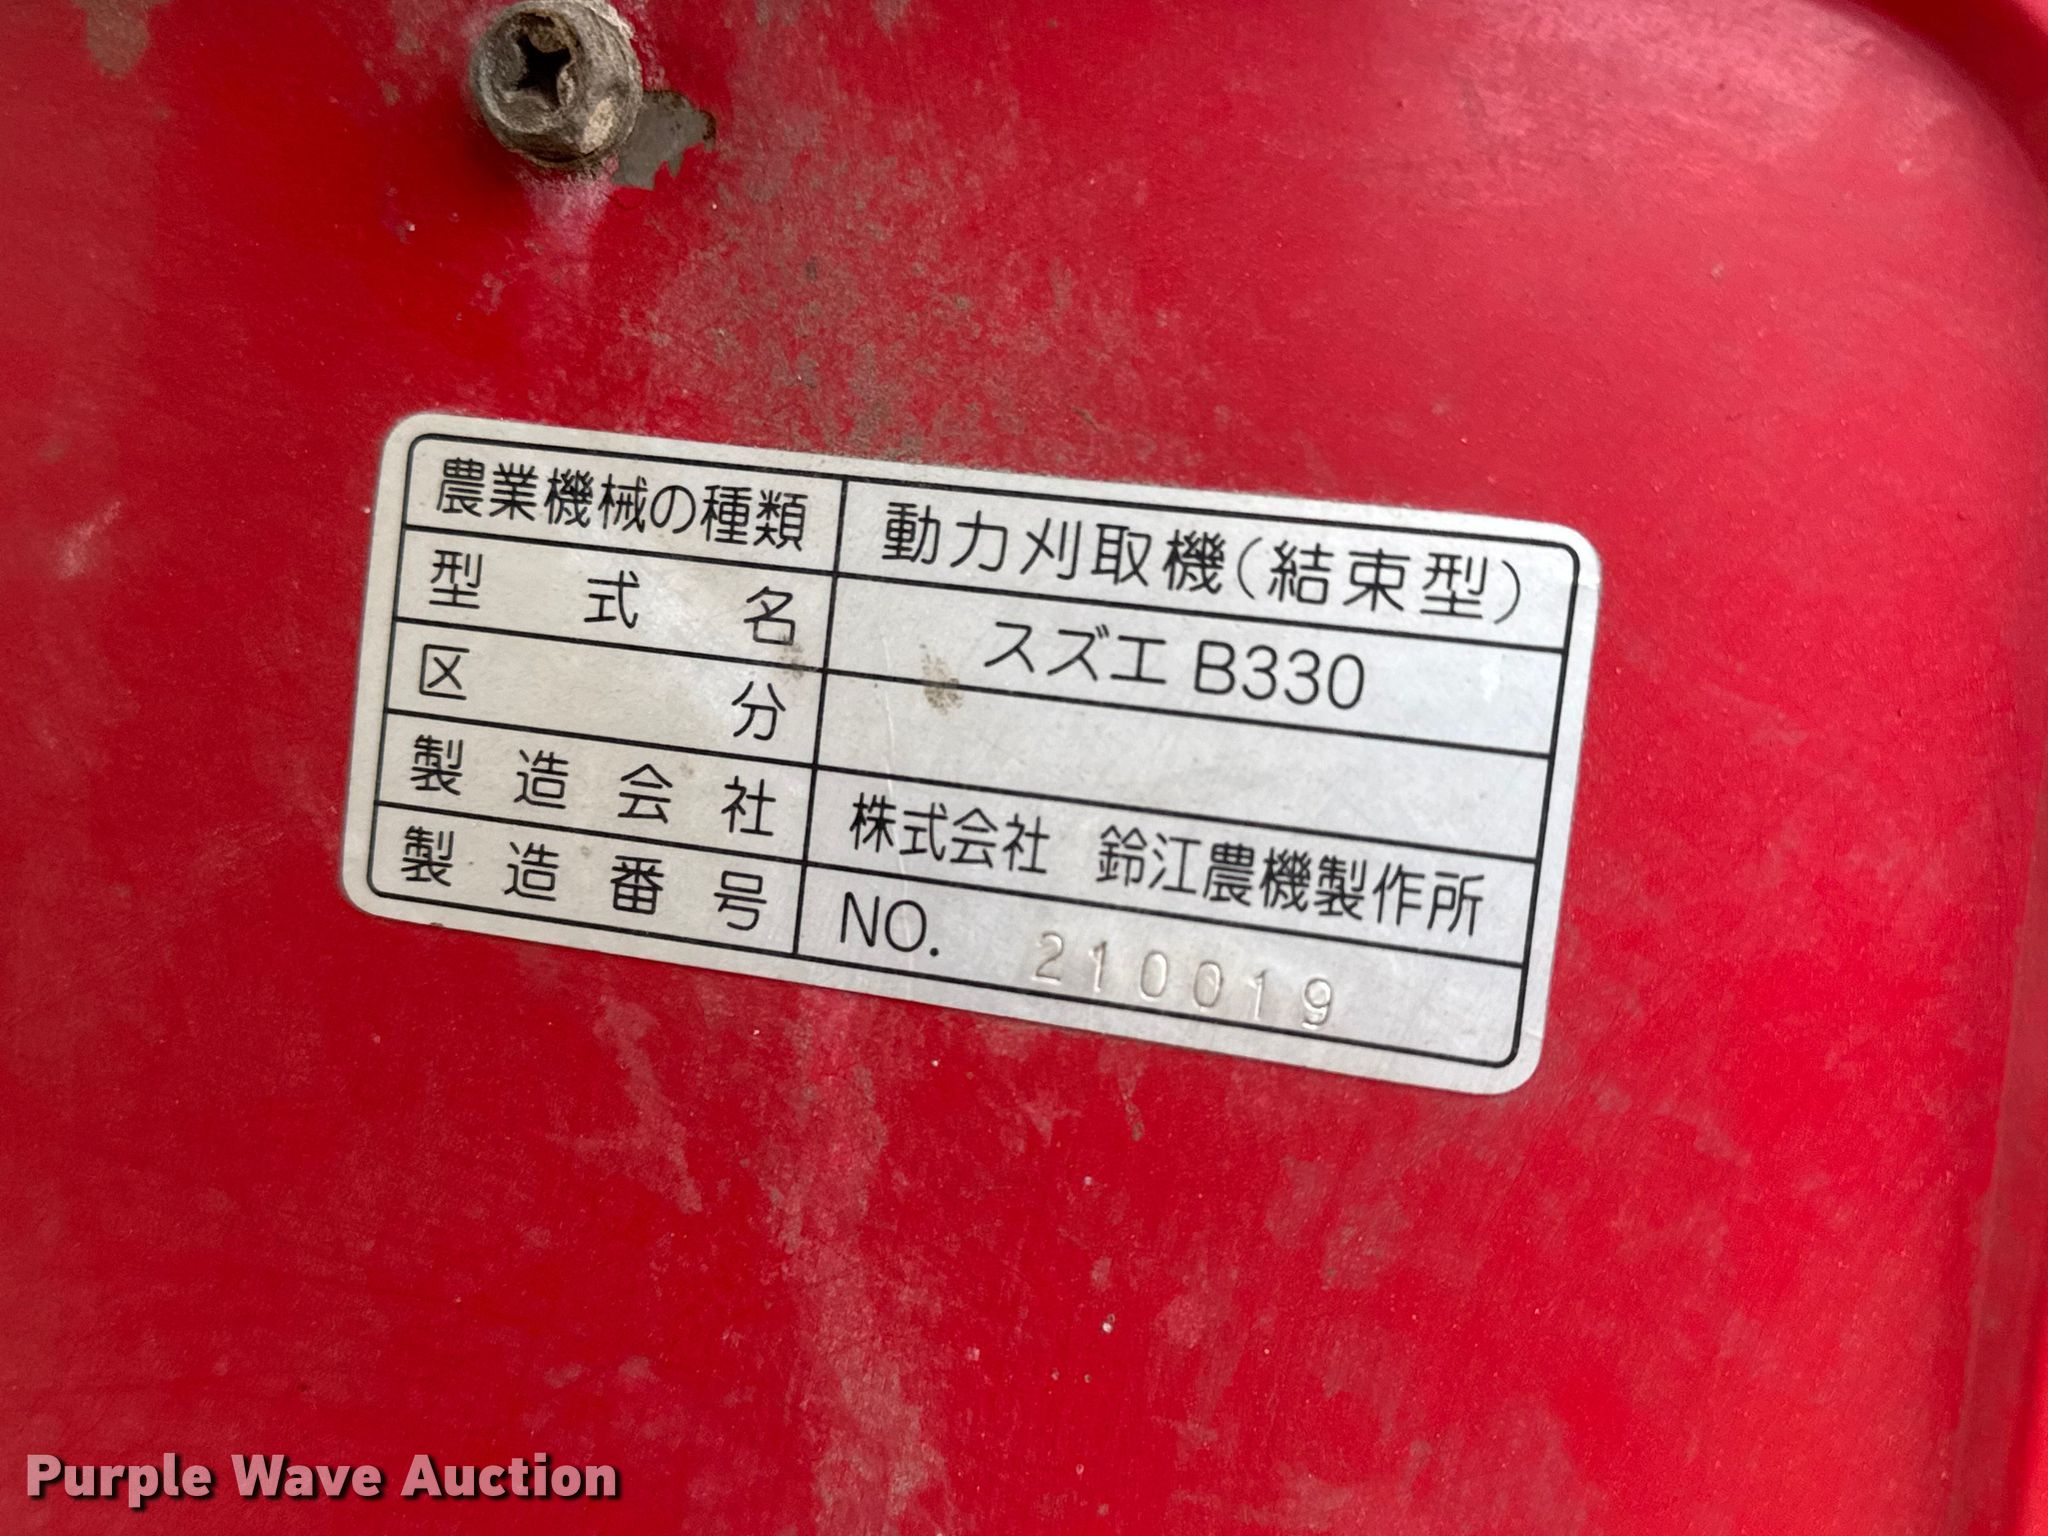 農業機械の種類 動力刈取機(結束型)
型式名 スズエ B330
区分
製造会社 株式会社 鈴江農機製作所
製造番号 NO. 210019
Purple Wave Auction